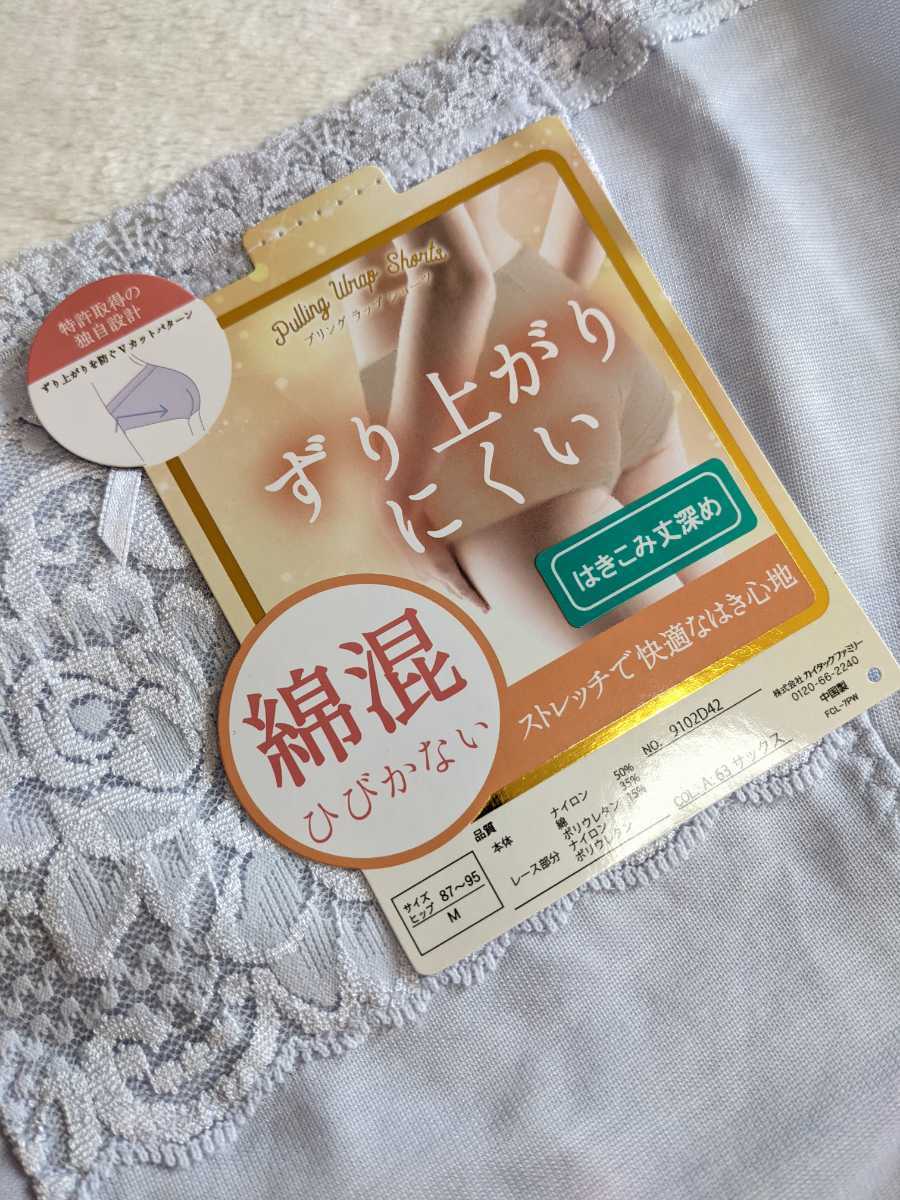 特許取得の
独自設計
ずり上がりを防ぐVカットパターン
Pulling Wrap Shorts
プリング ラップ ショーツ
ずり上がり
にくい
はきこみ丈深め
綿混
ひびかない
ストレッチで快適なはき心地
株式会社 カイタックファミリー
0120-66-2240
中国製
FCL-7PW
NO. 9102D42
COL-A-63 サックス
品質
本体 ナイロン 50%
綿 35%
ポリウレタン 15%
レース部分 ナイロン
ポリウレタン
サイズ
ヒップ 87〜95
M